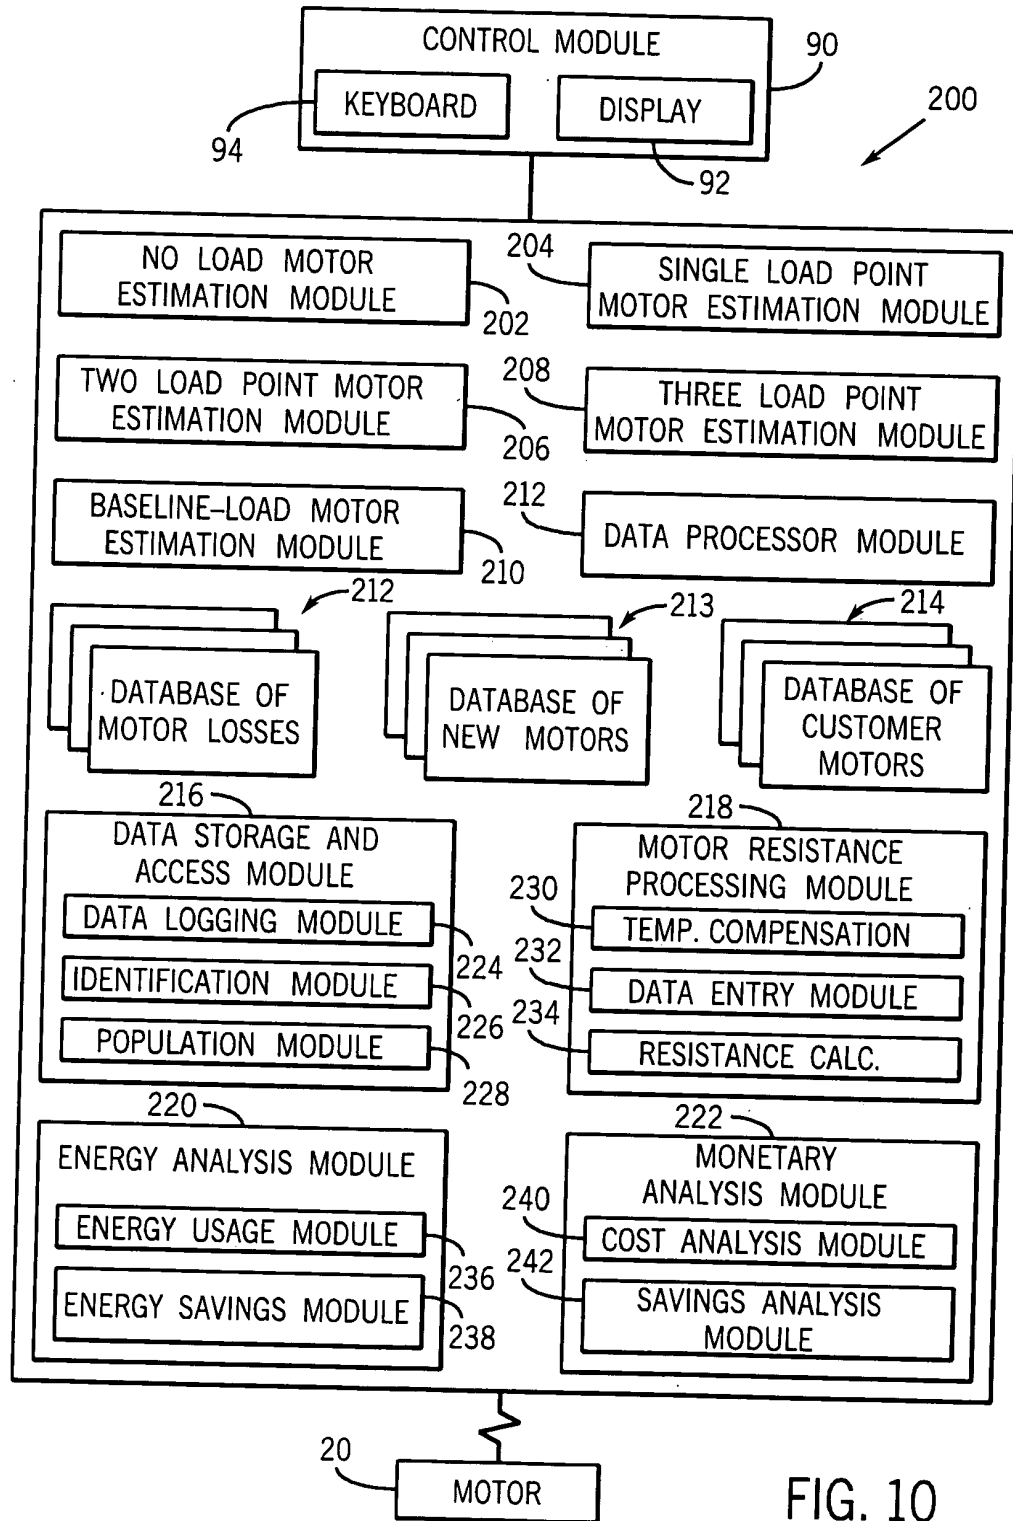 CONTROL MODULE
90
KEYBOARD
DISPLAY
200
94
92
NO LOAD MOTOR
ESTIMATION MODULE
202
204
SINGLE LOAD POINT
MOTOR ESTIMATION MODULE
TWO LOAD POINT MOTOR
ESTIMATION MODULE
206
208
THREE LOAD POINT
MOTOR ESTIMATION MODULE
BASELINE-LOAD MOTOR
ESTIMATION MODULE
210
212
DATA PROCESSOR MODULE
212
DATABASE OF
MOTOR LOSSES
213
DATABASE OF
NEW MOTORS
214
DATABASE OF
CUSTOMER
MOTORS
216
DATA STORAGE AND
ACCESS MODULE
DATA LOGGING MODULE
224
IDENTIFICATION MODULE
226
POPULATION MODULE
228
218
MOTOR RESISTANCE
PROCESSING MODULE
230
TEMP. COMPENSATION
232
DATA ENTRY MODULE
234
RESISTANCE CALC.
220
ENERGY ANALYSIS MODULE
ENERGY USAGE MODULE
236
ENERGY SAVINGS MODULE
238
222
MONETARY
ANALYSIS MODULE
240
COST ANALYSIS MODULE
242
SAVINGS ANALYSIS
MODULE
20
MOTOR
FIG. 10